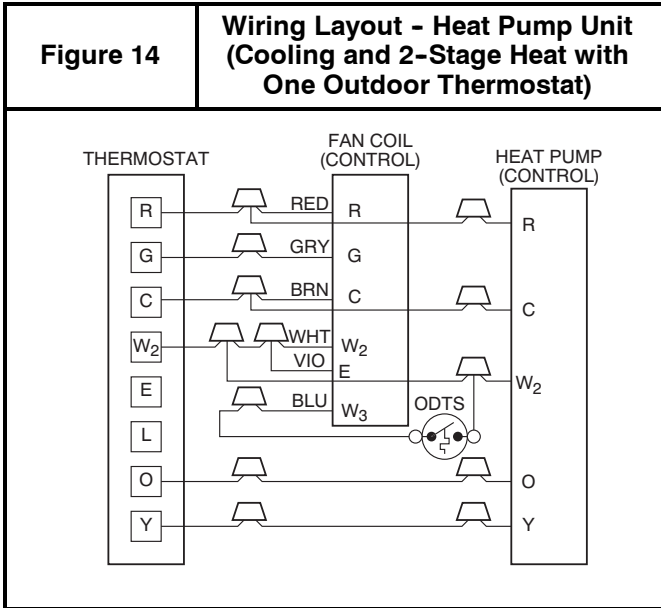 Figure 14
Wiring Layout - Heat Pump Unit
(Cooling and 2-Stage Heat with
One Outdoor Thermostat)
THERMOSTAT
FAN COIL
(CONTROL)
HEAT PUMP
(CONTROL)
R
RED
R
R
G
GRY
G
C
BRN
C
C
W2
WHT
W2
VIO
E
W2
E
BLU
W3
ODTS
L
O
O
Y
Y